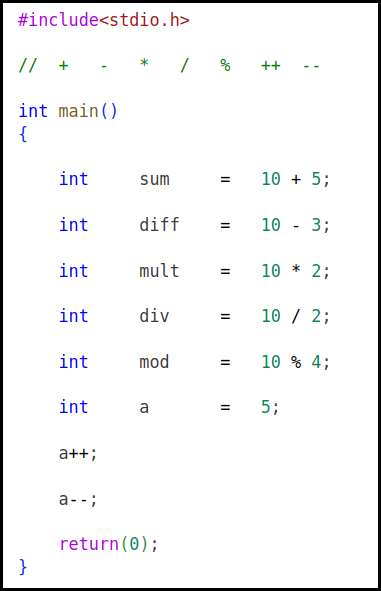 #include<stdio.h>
//  +   -   *   /   %   ++  --
int main()
{
    int     sum     =   10 + 5;
    int     diff    =   10 - 3;
    int     mult    =   10 * 2;
    int     div     =   10 / 2;
    int     mod     =   10 % 4;
    int     a       =   5;
    a++;
    a--;
    return(0);
}